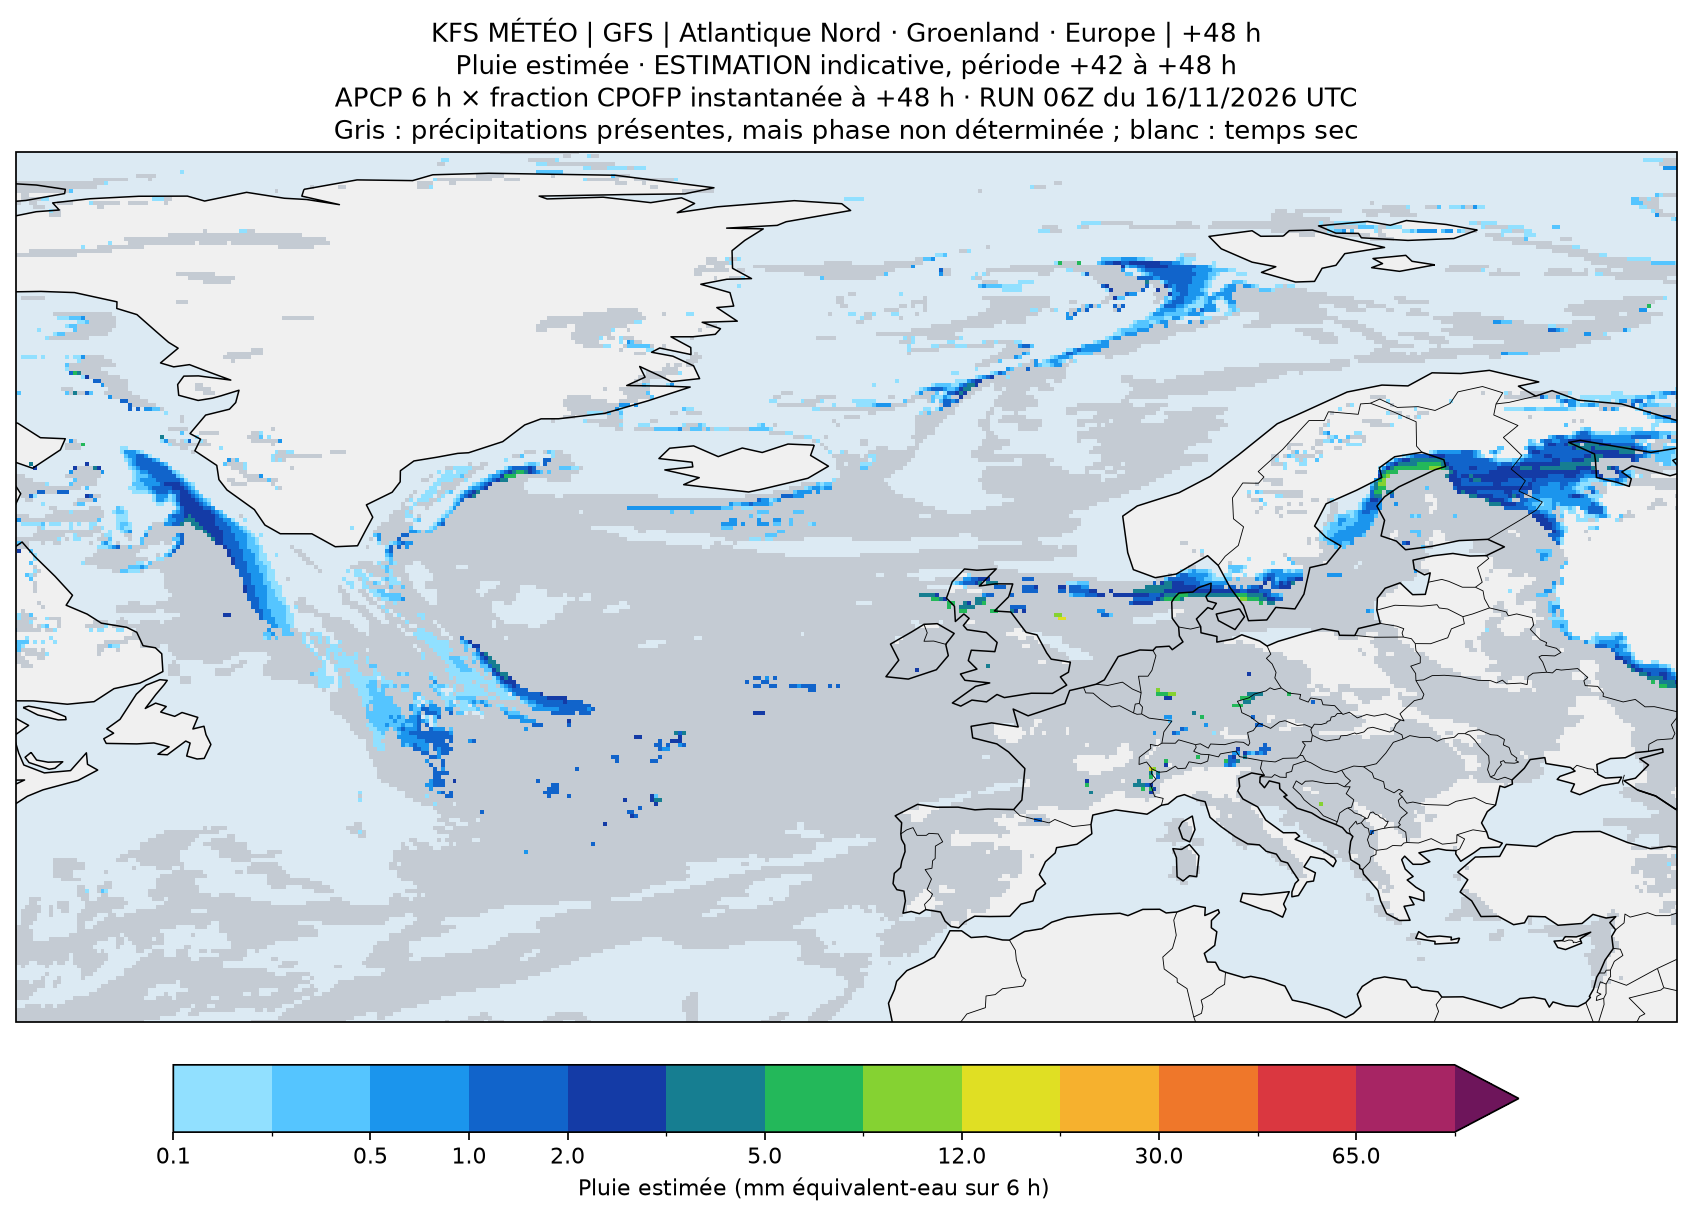 KFS MÉTÉO | GFS | Atlantique Nord · Groenland · Europe | +48 h
Pluie estimée · ESTIMATION indicative, période +42 à +48 h
APCP 6 h × fraction CPOFP instantanée à +48 h · RUN 06Z du 16/11/2026 UTC
Gris : précipitations présentes, mais phase non déterminée ; blanc : temps sec
0.1 0.5 1.0 2.0 5.0 12.0 30.0 65.0
Pluie estimée (mm équivalent-eau sur 6 h)